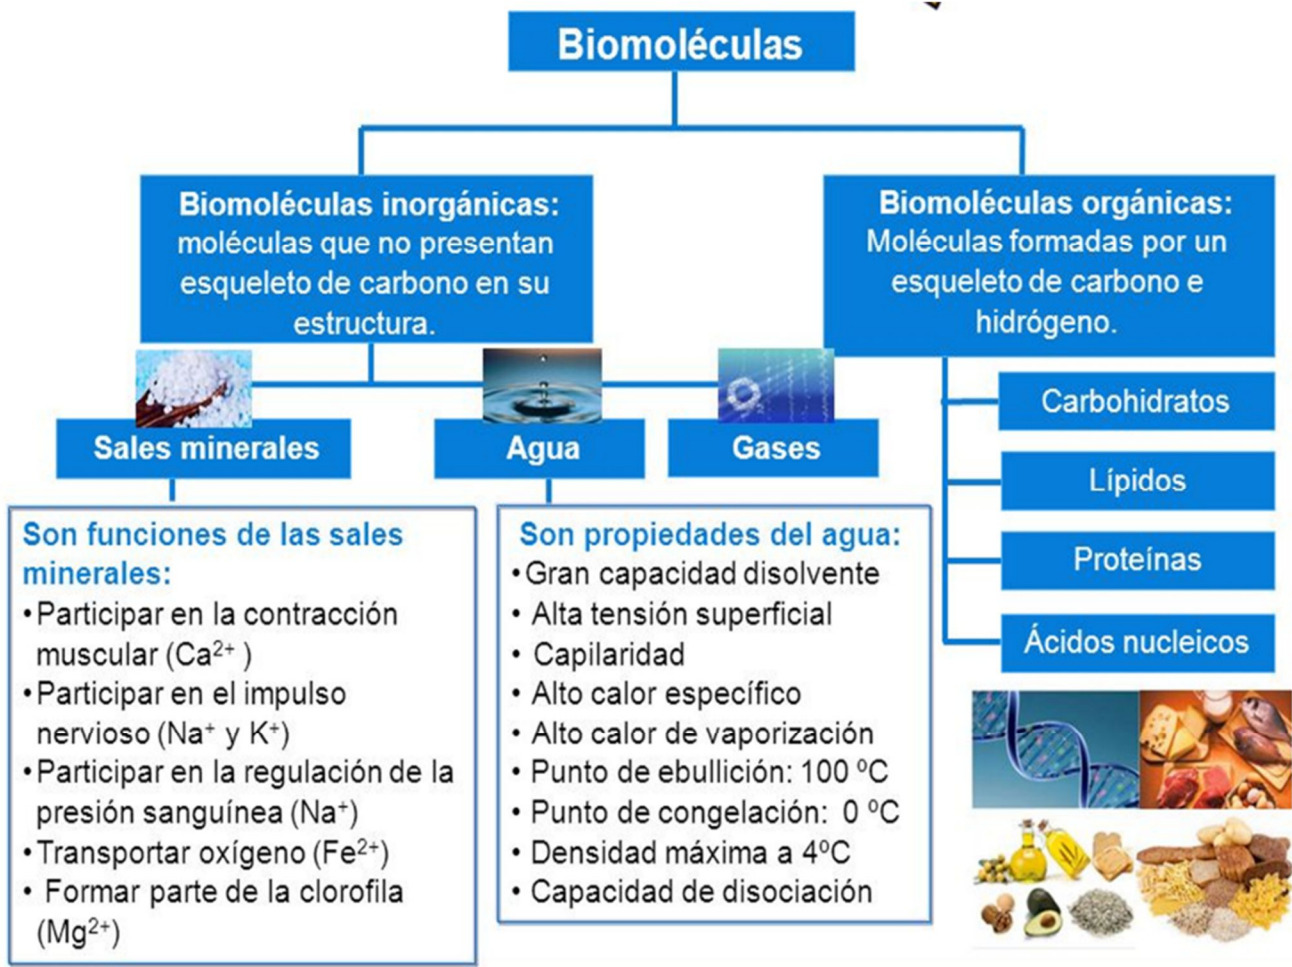 Biomoléculas
Biomoléculas inorgánicas:
moléculas que no presentan
esqueleto de carbono en su
estructura.
Biomoléculas orgánicas:
Moléculas formadas por un
esqueleto de carbono e
hidrógeno.
Sales minerales
Agua
Gases
Carbohidratos
Lípidos
Proteínas
Ácidos nucleicos
Son funciones de las sales
minerales:
•Participar en la contracción
muscular (Ca²⁺ )
•Participar en el impulso
nervioso (Na⁺ y K⁺)
•Participar en la regulación de la
presión sanguínea (Na⁺)
•Transportar oxígeno (Fe²⁺)
• Formar parte de la clorofila
(Mg²⁺)
Son propiedades del agua:
•Gran capacidad disolvente
• Alta tensión superficial
• Capilaridad
• Alto calor específico
• Alto calor de vaporización
• Punto de ebullición: 100 ºC
• Punto de congelación: 0 ºC
• Densidad máxima a 4ºC
• Capacidad de disociación